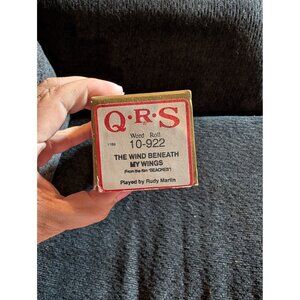 Q·R·S
Word Roll
10-922
THE WIND BENEATH
MY WINGS
(From the film "BEACHES")
Played by Rudy Martin